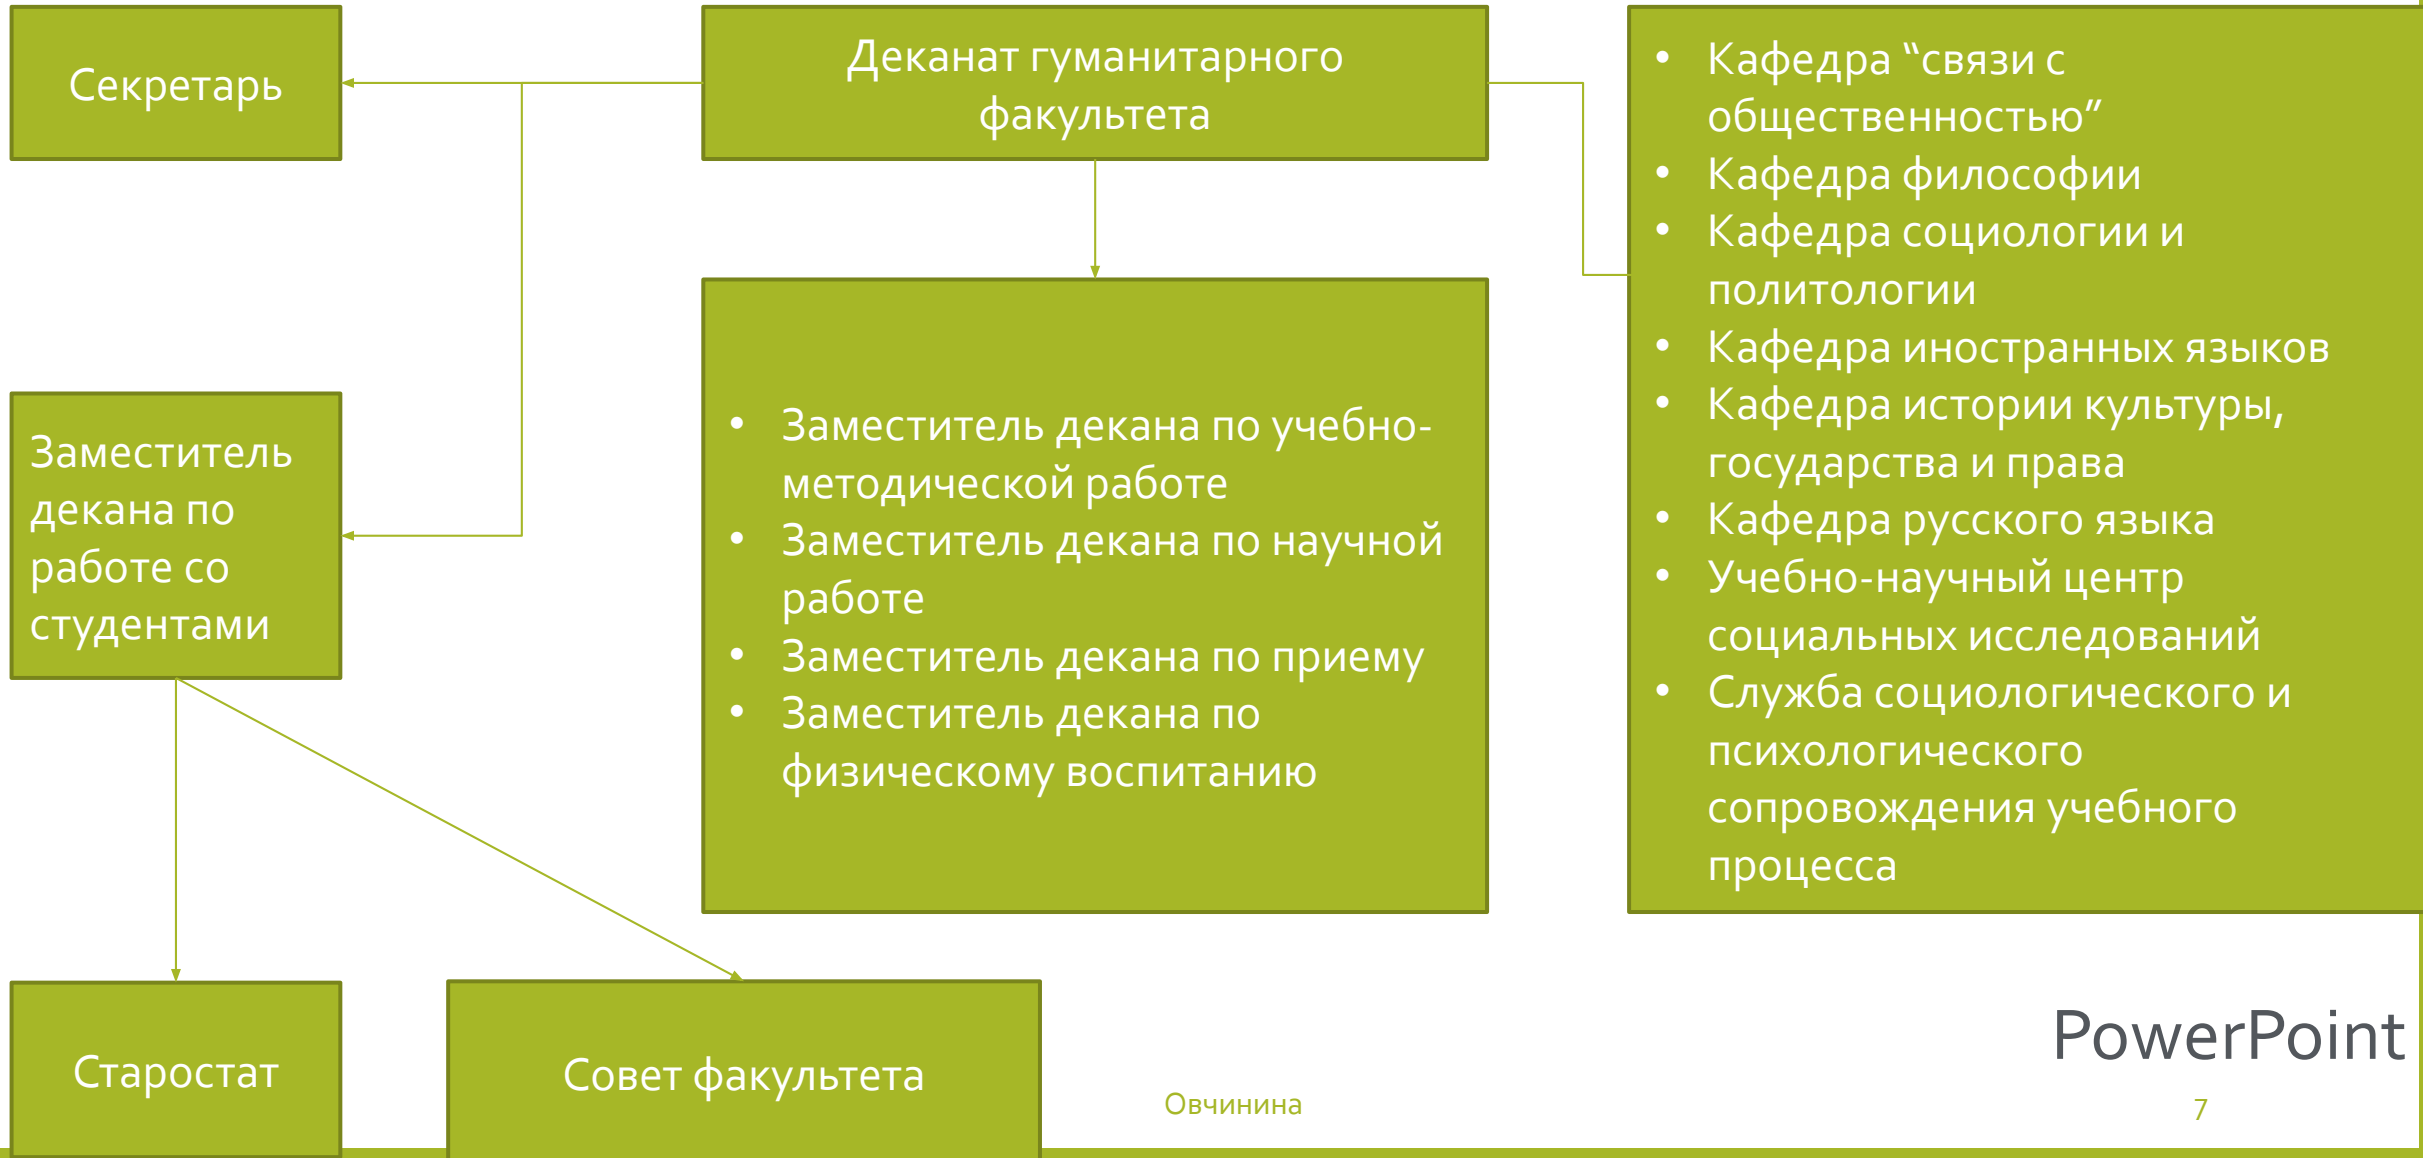 Секретарь
Деканат гуманитарного
факультета
• Кафедра “связи с
общественностью”
• Кафедра философии
• Кафедра социологии и
политологии
• Кафедра иностранных языков
• Кафедра истории культуры,
государства и права
• Кафедра русского языка
• Учебно-научный центр
социальных исследований
• Служба социологического и
психологического
сопровождения учебного
процесса
Заместитель
декана по
работе со
студентами
• Заместитель декана по учебно-
методической работе
• Заместитель декана по научной
работе
• Заместитель декана по приему
• Заместитель декана по
физическому воспитанию
Старостат
Совет факультета
Овчинина
PowerPoint
7